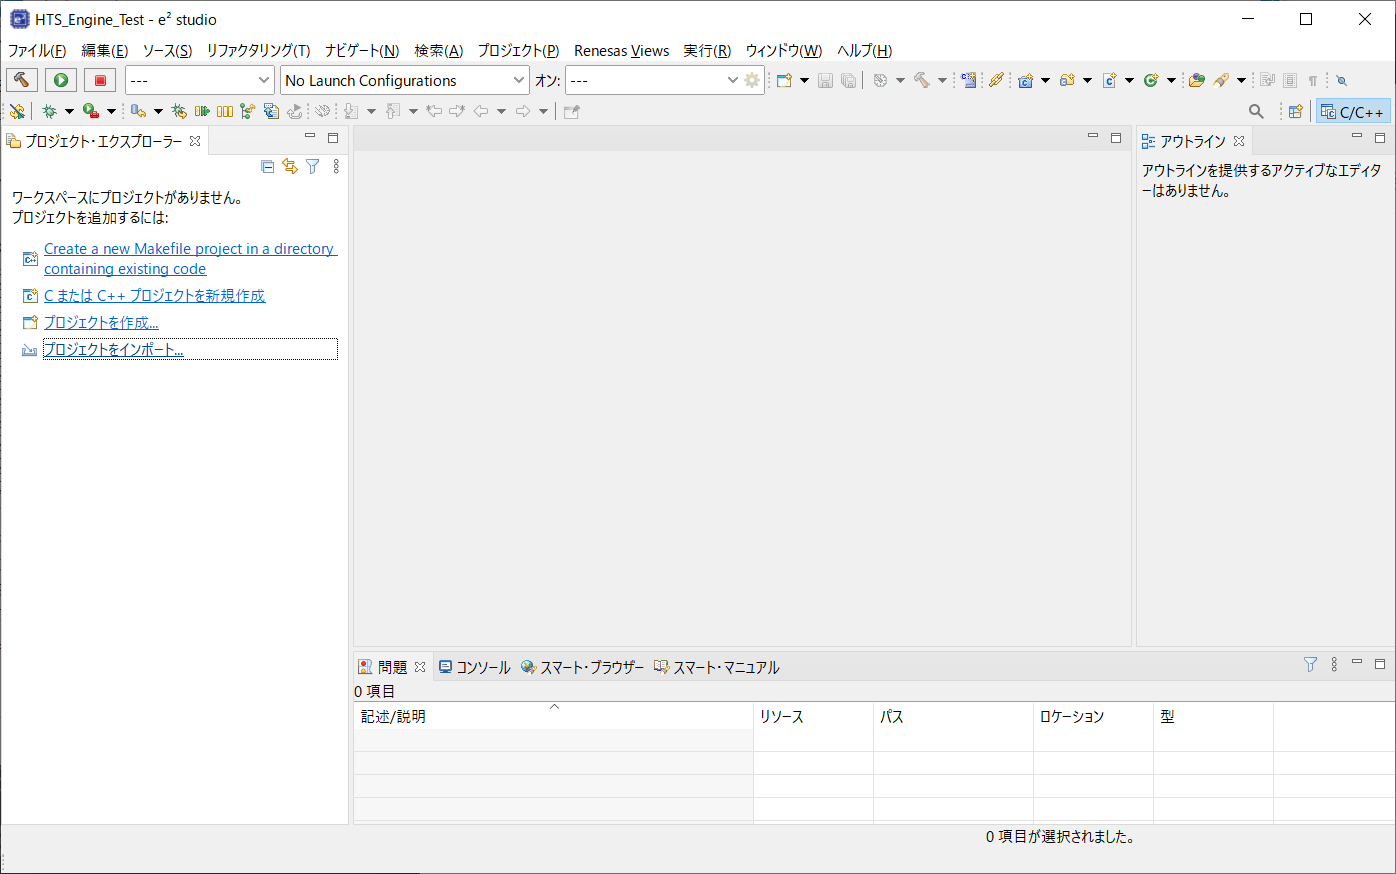 HTS_Engine_Test - e² studio
ファイル(F) 編集(E) ソース(S) リファクタリング(T) ナビゲート(N) 検索(A) プロジェクト(P) Renesas Views 実行(R) ウィンドウ(W) ヘルプ(H)
--- No Launch Configurations オン: ---
C/C++
プロジェクト・エクスプローラー
ワークスペースにプロジェクトがありません。
プロジェクトを追加するには:
Create a new Makefile project in a directory
containing existing code
C または C++ プロジェクトを新規作成
プロジェクトを作成...
プロジェクトをインポート...
アウトライン
アウトラインを提供するアクティブなエディタ
ーはありません。
問題 コンソール スマート・ブラウザー スマート・マニュアル
0 項目
記述/説明 リソース パス ロケーション 型
0 項目が選択されました。